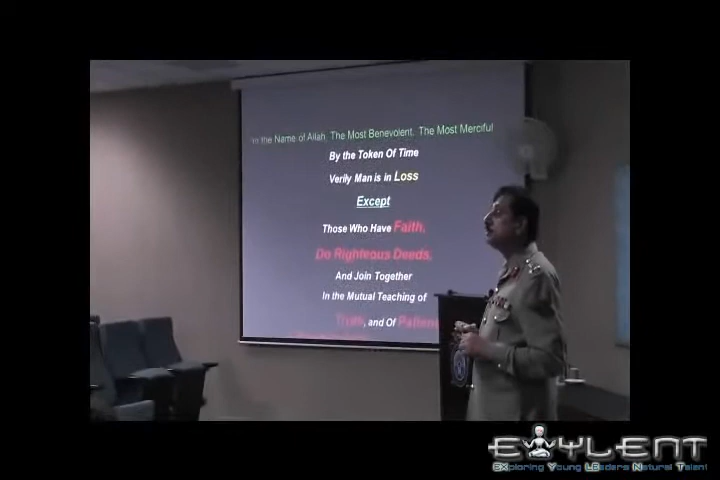 In the Name of Allah, The Most Benevolent, The Most Merciful
By the Token Of Time
Verily Man is in Loss
Except
Those Who Have Faith,
Do Righteous Deeds,
And Join Together
In the Mutual Teaching of
Truth, and Of
EXYLENT
EXploring Young LEaders Natural Talent